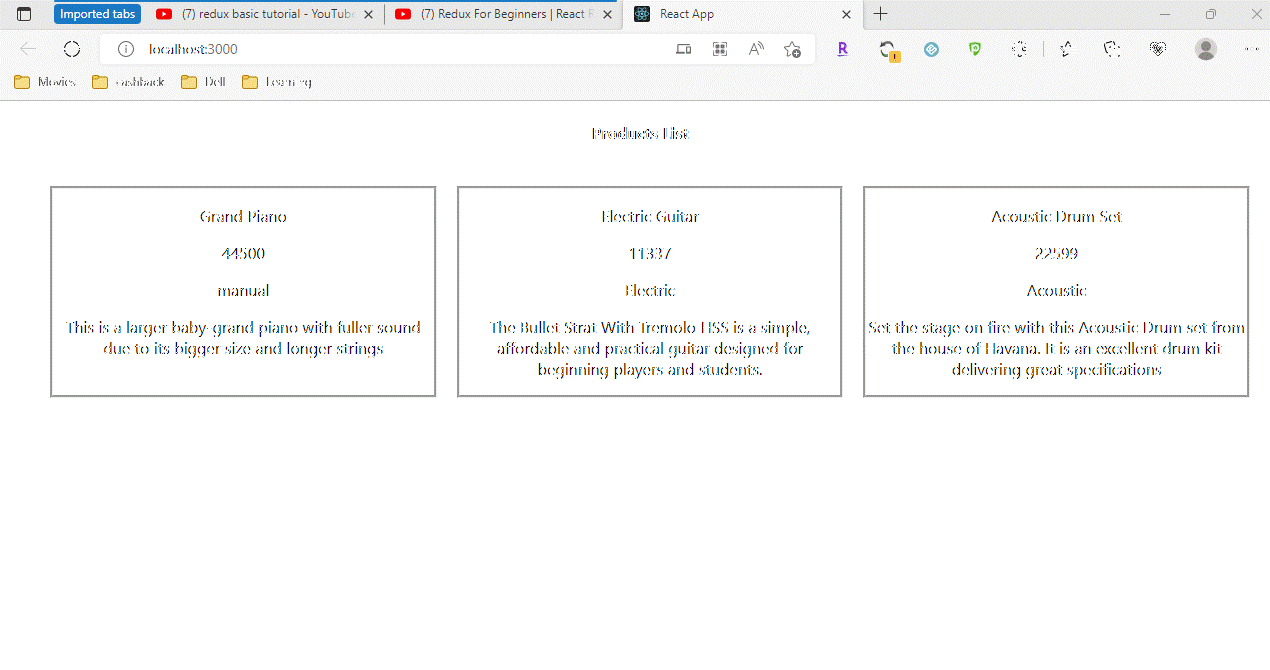 Imported tabs
(7) redux basic tutorial - YouTube
(7) Redux For Beginners | React R
React App
localhost:3000
Movies
cashback
Dell
Learning
Products List
Grand Piano
44500
manual
This is a larger baby-grand piano with fuller sound
due to its bigger size and longer strings
Electric Guitar
11337
Electric
The Bullet Strat With Tremolo HSS is a simple,
affordable and practical guitar designed for
beginning players and students.
Acoustic Drum Set
22599
Acoustic
Set the stage on fire with this Acoustic Drum set from
the house of Havana. It is an excellent drum kit
delivering great specifications